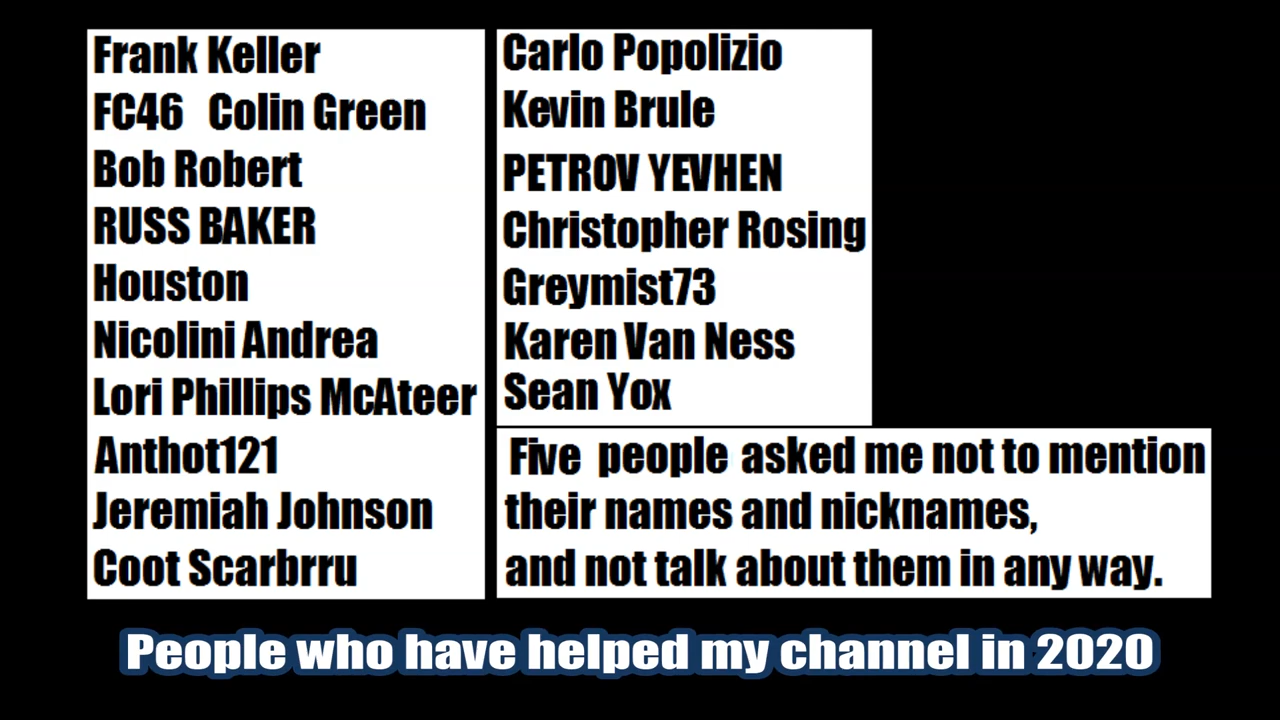 Frank Keller
FC46 Colin Green
Bob Robert
RUSS BAKER
Houston
Nicolini Andrea
Lori Phillips McAteer
Anthot121
Jeremiah Johnson
Coot Scarbrru
Carlo Popolizio
Kevin Brule
PETROV YEVHEN
Christopher Rosing
Greymist73
Karen Van Ness
Sean Yox
Five people asked me not to mention
their names and nicknames,
and not talk about them in any way.
People who have helped my channel in 2020